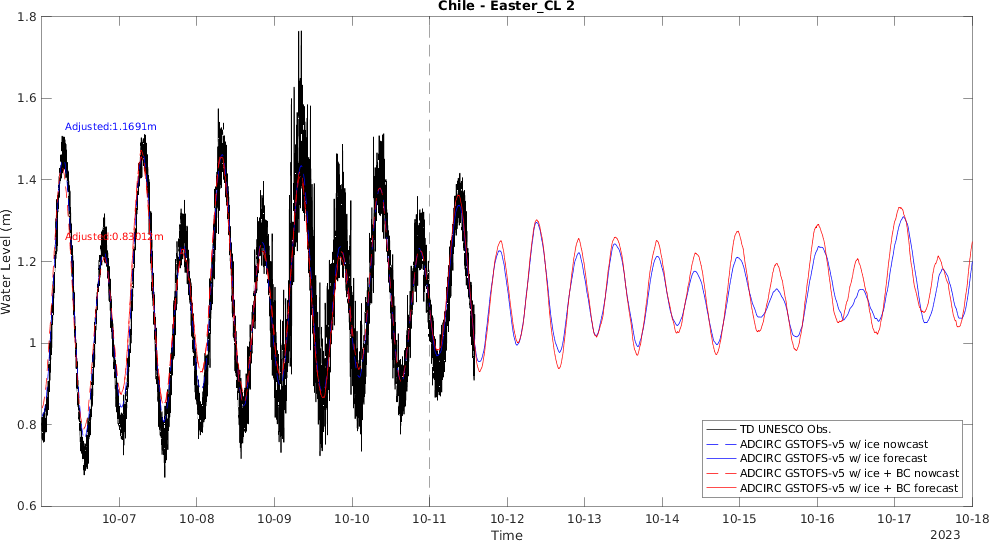 Chile - Easter_CL 2
Water Level (m)
1.8
1.6
1.4
1.2
1
0.8
0.6
Adjusted:1.1691m
Adjusted:0.83012m
TD UNESCO Obs.
ADCIRC GSTOFS-v5 w/ ice nowcast
ADCIRC GSTOFS-v5 w/ ice forecast
ADCIRC GSTOFS-v5 w/ ice + BC nowcast
ADCIRC GSTOFS-v5 w/ ice + BC forecast
10-07 10-08 10-09 10-10 10-11 10-12 10-13 10-14 10-15 10-16 10-17 10-18
Time
2023